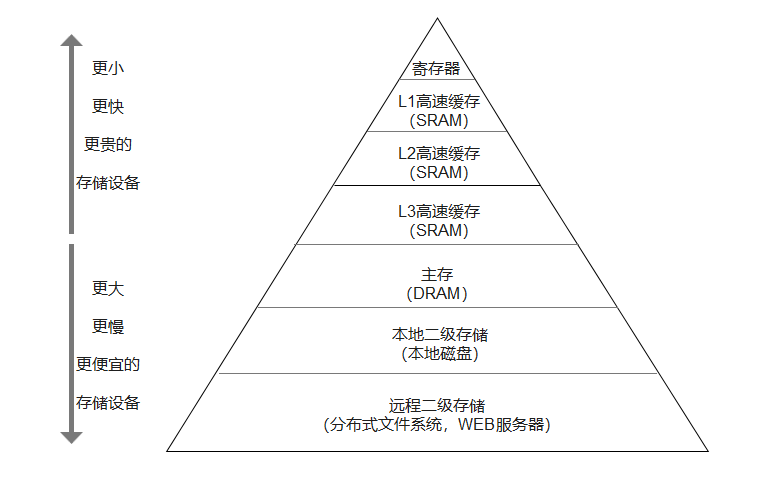 更小
更快
更贵的
存储设备
更大
更慢
更便宜的
存储设备
寄存器
L1高速缓存
（SRAM）
L2高速缓存
（SRAM）
L3高速缓存
（SRAM）
主存
（DRAM）
本地二级存储
（本地磁盘）
远程二级存储
（分布式文件系统，WEB服务器）